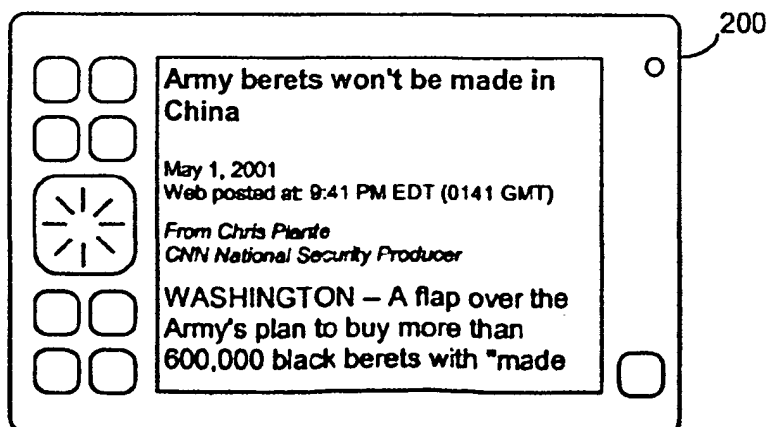 200
Army berets won't be made in
China
May 1, 2001
Web posted at: 9:41 PM EDT (0141 GMT)
From Chris Plante
CNN National Security Producer
WASHINGTON – A flap over the
Army's plan to buy more than
600,000 black berets with "made